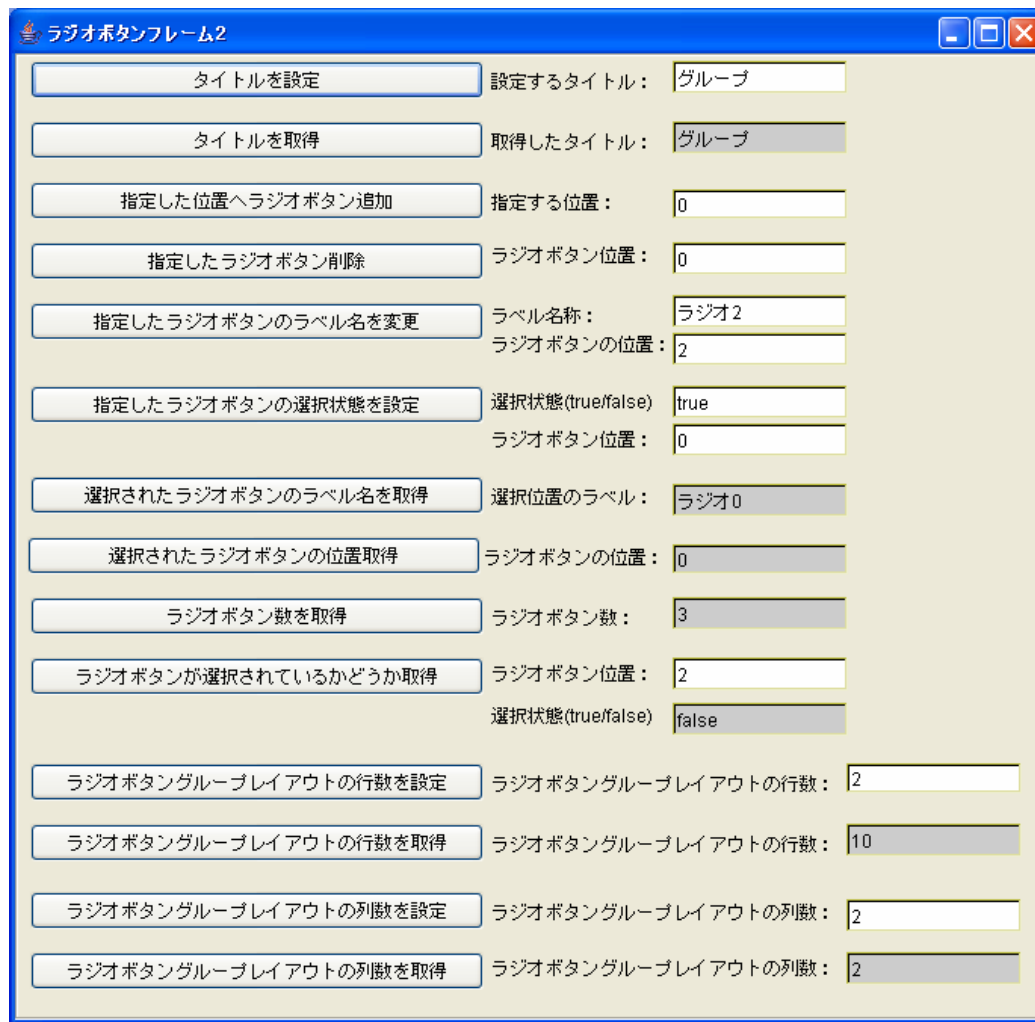 ラジオボタンフレーム2
タイトルを設定 設定するタイトル： グループ
タイトルを取得 取得したタイトル： グループ
指定した位置へラジオボタン追加 指定する位置： 0
指定したラジオボタン削除 ラジオボタン位置： 0
指定したラジオボタンのラベル名を変更 ラベル名称： ラジオ2
ラジオボタンの位置： 2
指定したラジオボタンの選択状態を設定 選択状態(true/false) true
ラジオボタン位置： 0
選択されたラジオボタンのラベル名を取得 選択位置のラベル： ラジオ0
選択されたラジオボタンの位置取得 ラジオボタンの位置： 0
ラジオボタン数を取得 ラジオボタン数： 3
ラジオボタンが選択されているかどうか取得 ラジオボタン位置： 2
選択状態(true/false) false
ラジオボタングループレイアウトの行数を設定 ラジオボタングループレイアウトの行数： 2
ラジオボタングループレイアウトの行数を取得 ラジオボタングループレイアウトの行数： 10
ラジオボタングループレイアウトの列数を設定 ラジオボタングループレイアウトの列数： 2
ラジオボタングループレイアウトの列数を取得 ラジオボタングループレイアウトの列数： 2